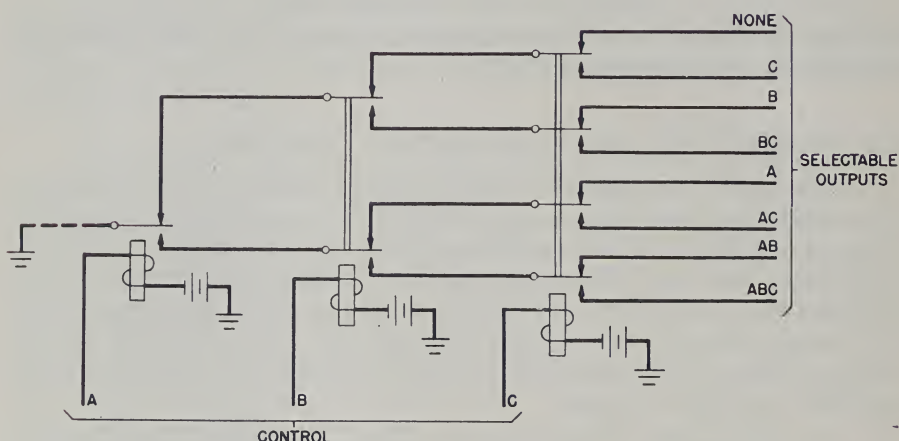 NONE
C
B
BC
A
AC
AB
ABC
SELECTABLE
OUTPUTS
A
B
C
CONTROL